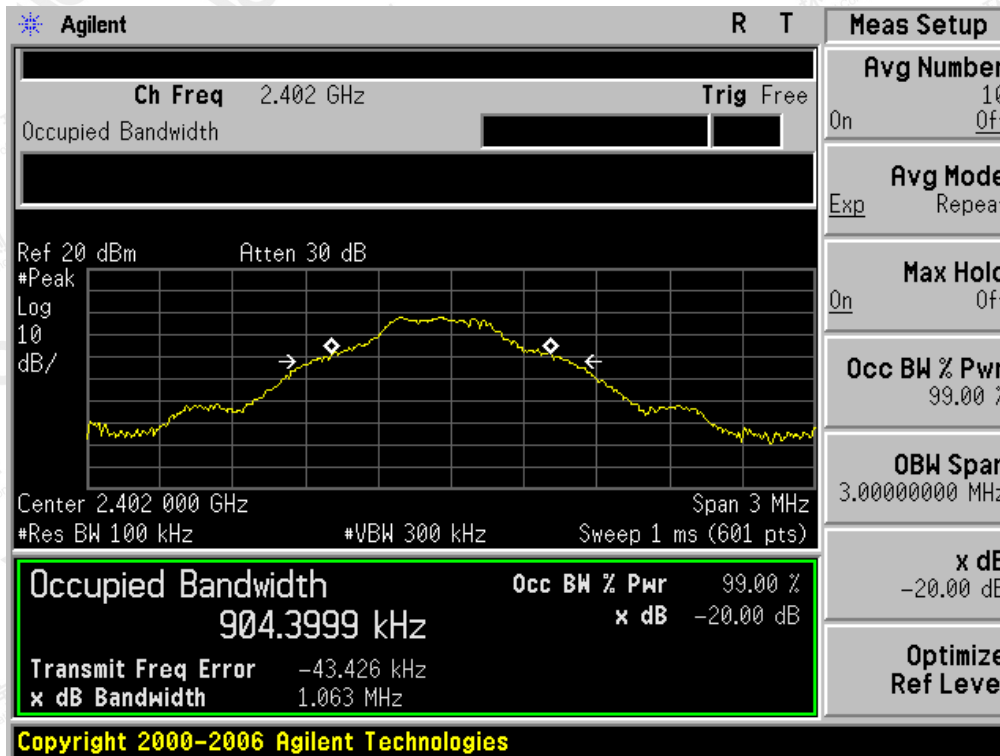 Agilent R T
Ch Freq 2.402 GHz Trig Free
Occupied Bandwidth
Ref 20 dBm Atten 30 dB
#Peak
Log
10
dB/
Center 2.402 000 GHz Span 3 MHz
#Res BW 100 kHz #VBW 300 kHz Sweep 1 ms (601 pts)
Occupied Bandwidth Occ BW % Pwr 99.00 %
904.3999 kHz x dB -20.00 dB
Transmit Freq Error -43.426 kHz
x dB Bandwidth 1.063 MHz
Copyright 2000-2006 Agilent Technologies
Meas Setup
Avg Number
10
On Off
Avg Mode
Exp Repeat
Max Hold
On Off
Occ BW % Pwr
99.00 %
OBW Span
3.00000000 MHz
x dB
-20.00 dB
Optimize
Ref Level